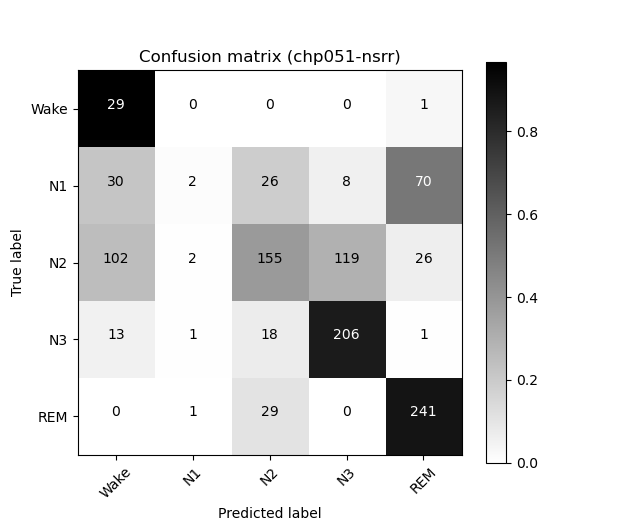 Confusion matrix (chp051-nsrr)
True label
Wake 29 0 0 0 1
N1 30 2 26 8 70
N2 102 2 155 119 26
N3 13 1 18 206 1
REM 0 1 29 0 241
Wake N1 N2 N3 REM
Predicted label
0.8
0.6
0.4
0.2
0.0